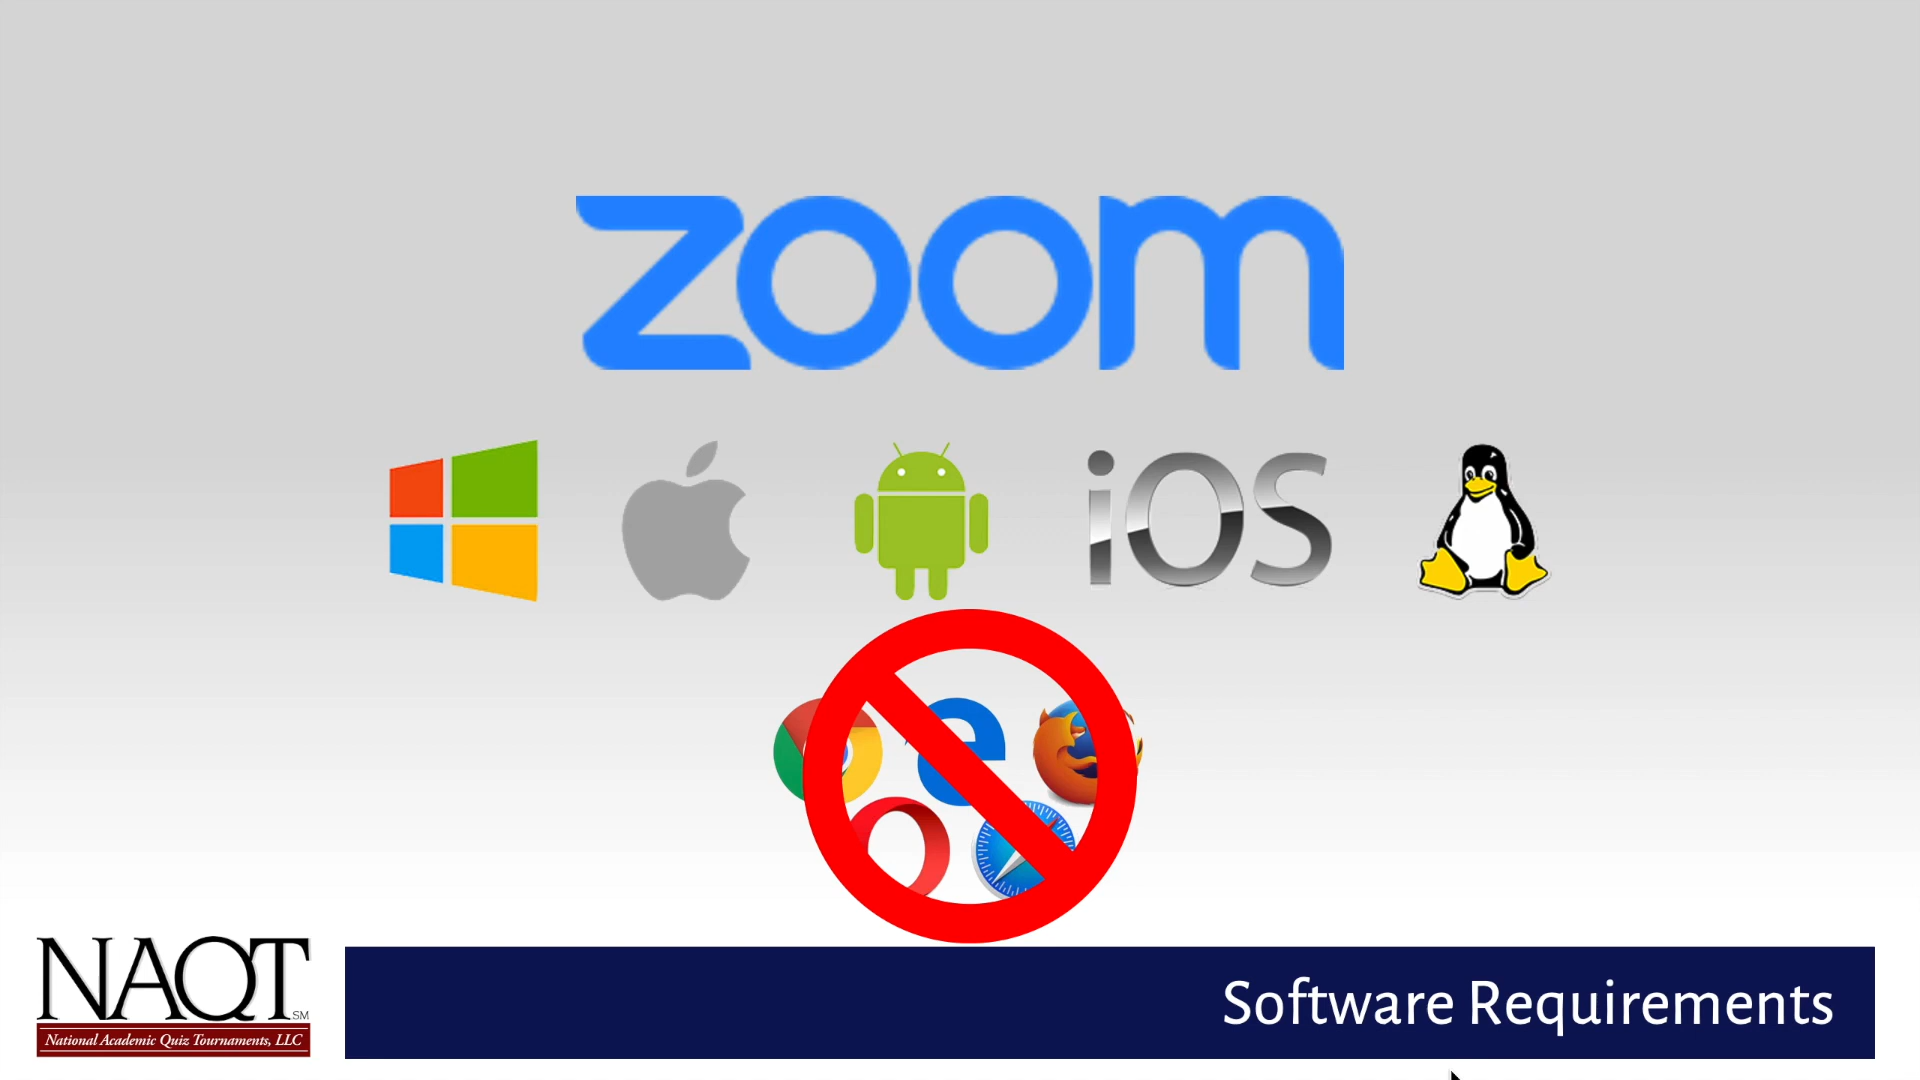 zoom
iOS
NAQT
SM
National Academic Quiz Tournaments, LLC
Software Requirements